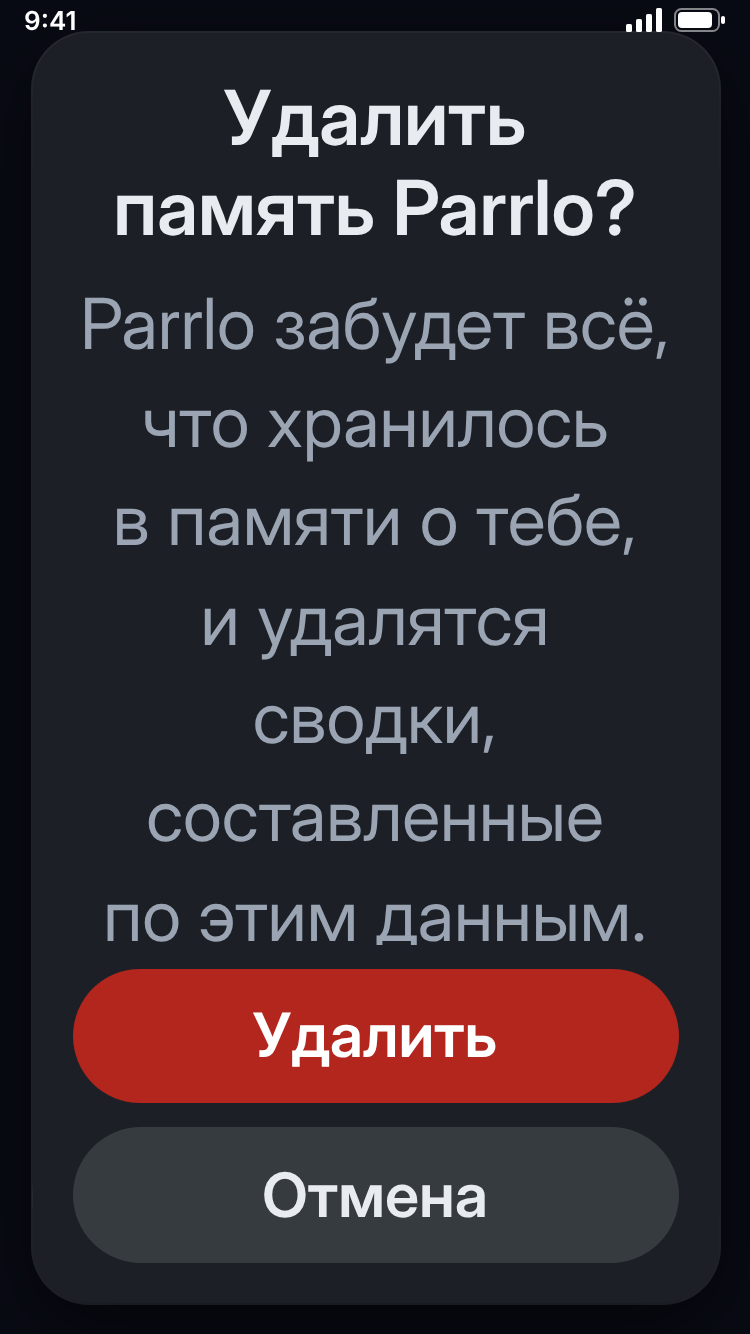 9:41
Удалить
память Parrlo?
Parrlo забудет всё,
что хранилось
в памяти о тебе,
и удалятся
сводки,
составленные
по этим данным.
Удалить
Отмена